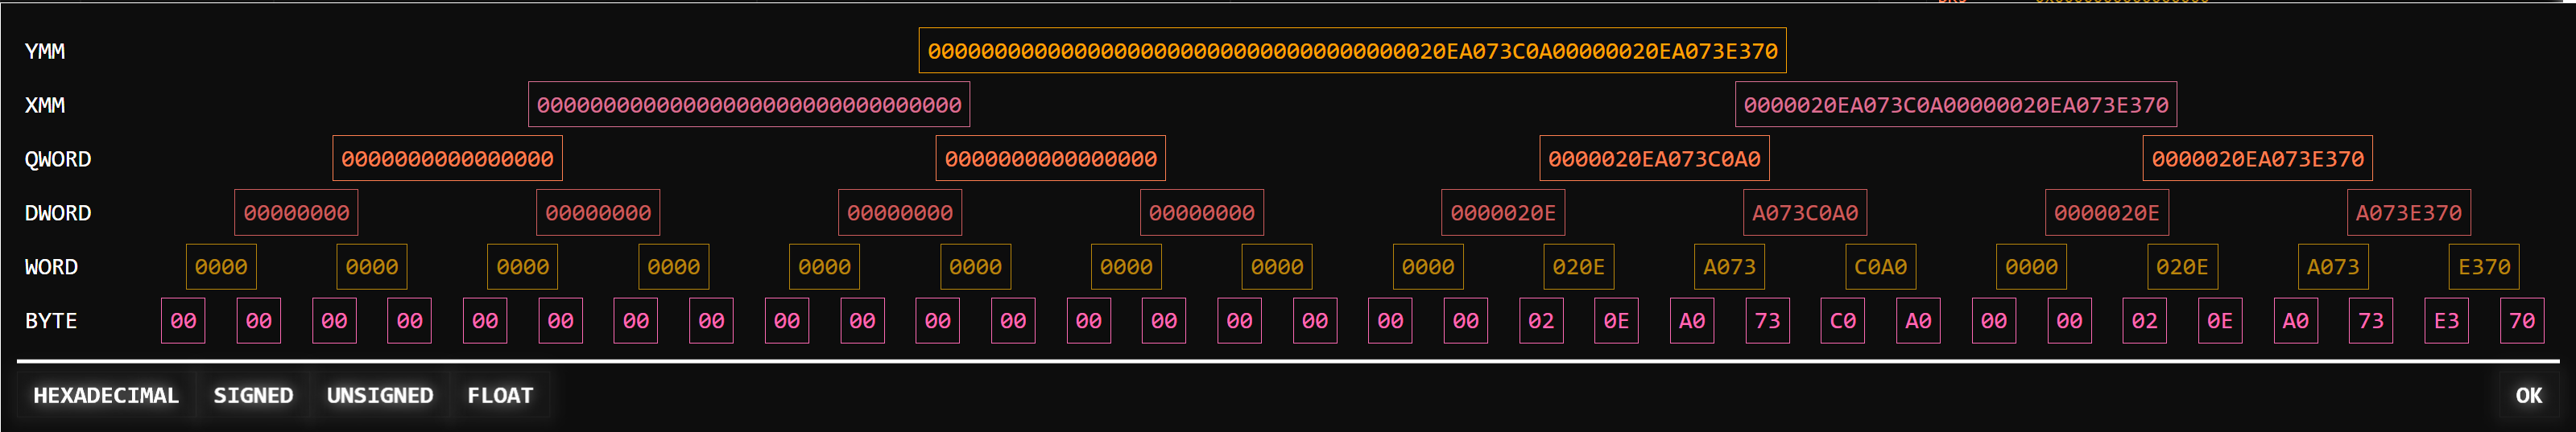 YMM 000000000000000000000000000000000000020EA073C0A00000020EA073E370
XMM 00000000000000000000000000000000 0000020EA073C0A00000020EA073E370
QWORD 0000000000000000 0000000000000000 0000020EA073C0A0 0000020EA073E370
DWORD 00000000 00000000 00000000 00000000 0000020E A073C0A0 0000020E A073E370
WORD 0000 0000 0000 0000 0000 0000 0000 0000 0000 020E A073 C0A0 0000 020E A073 E370
BYTE 00 00 00 00 00 00 00 00 00 00 00 00 00 00 00 00 00 00 02 0E A0 73 C0 A0 00 00 02 0E A0 73 E3 70
HEXADECIMAL SIGNED UNSIGNED FLOAT OK